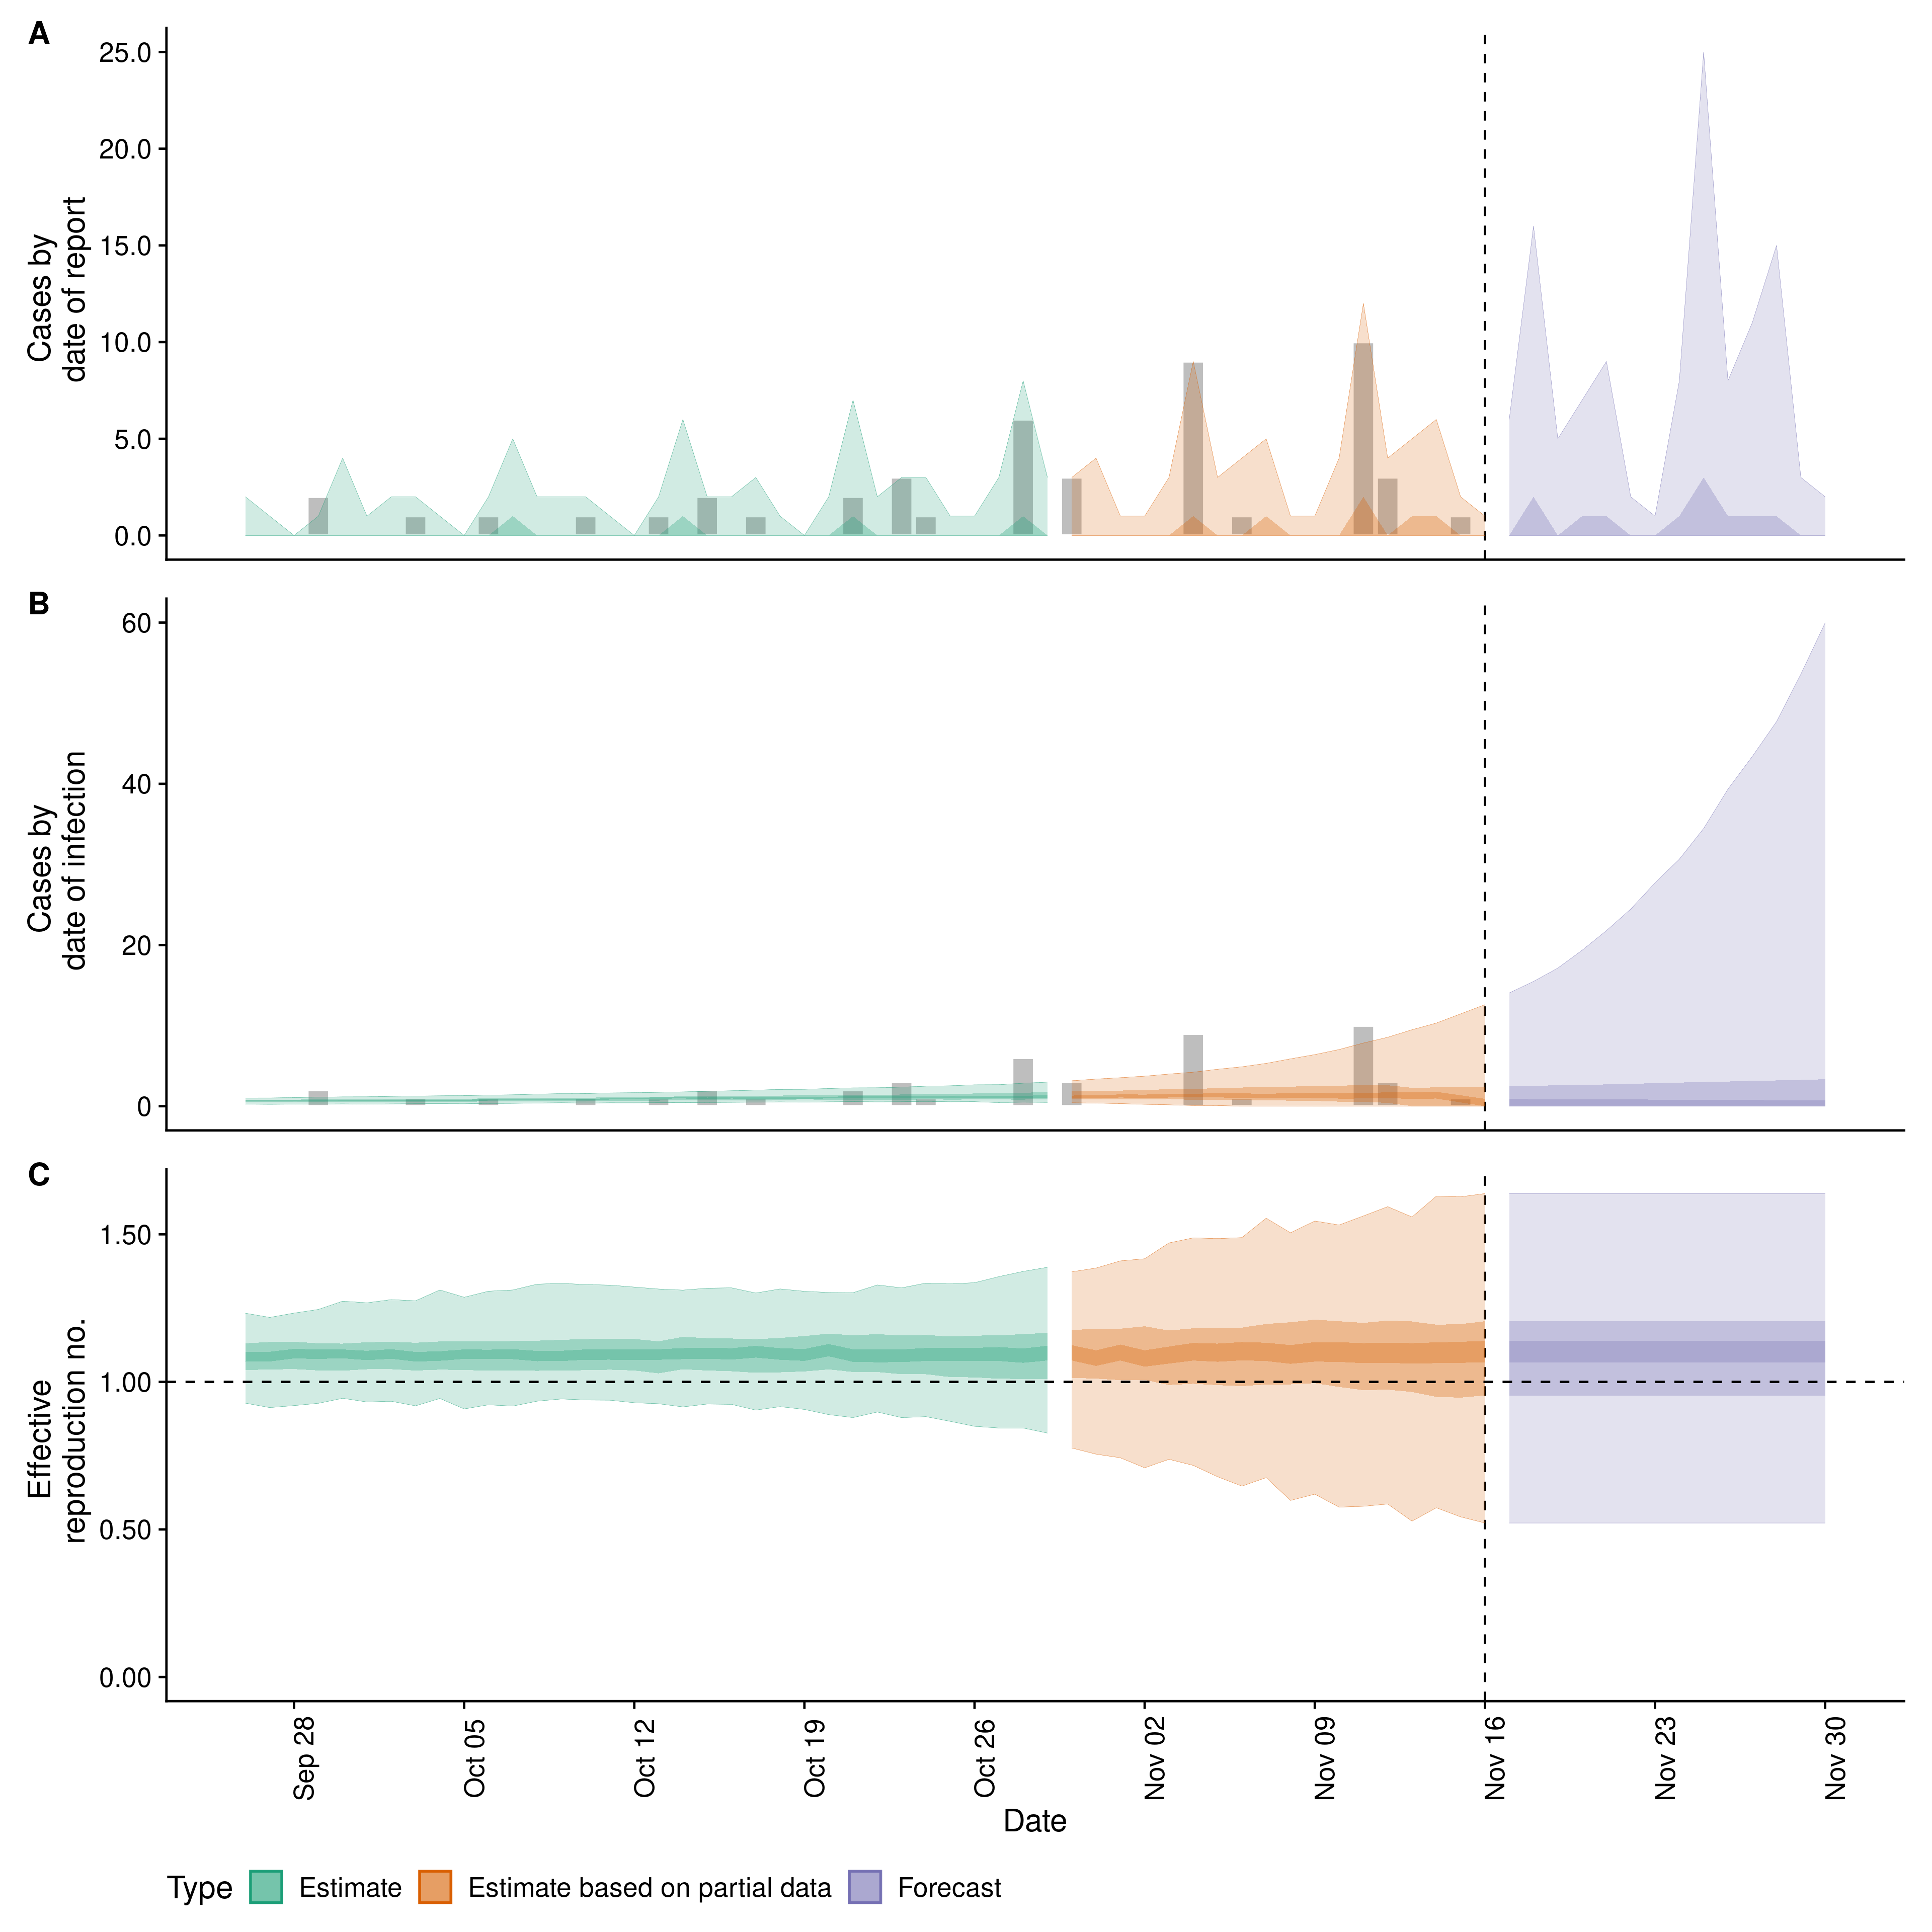 A
25.0
20.0
15.0
10.0
5.0
0.0
Cases by
date of report
B
60
40
20
0
Cases by
date of infection
C
1.50
1.00
0.50
0.00
Effective
reproduction no.
Sep 28
Oct 05
Oct 12
Oct 19
Oct 26
Nov 02
Nov 09
Nov 16
Nov 23
Nov 30
Date
Type Estimate Estimate based on partial data Forecast